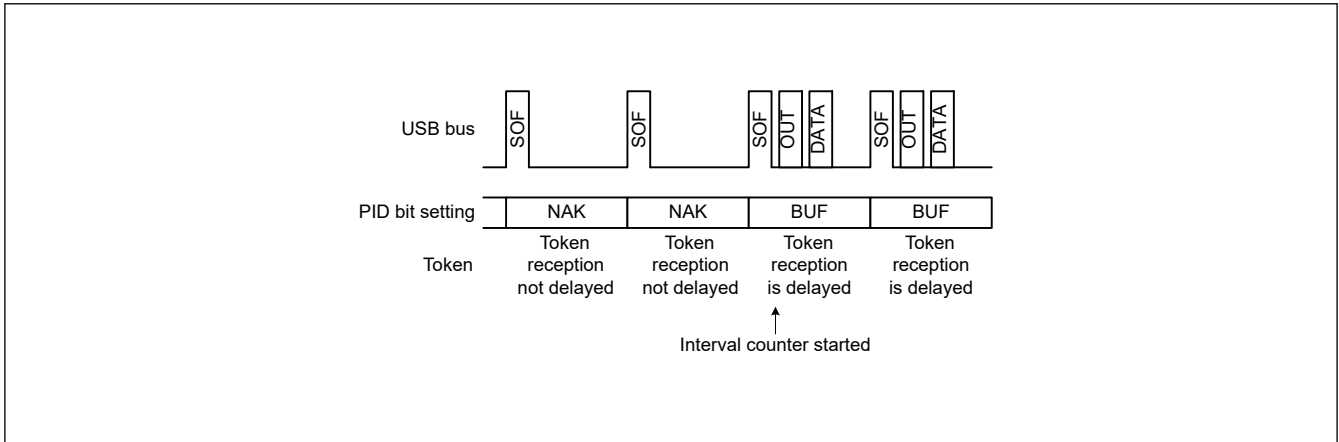 USB bus
SOF
SOF
SOF
OUT
DATA
SOF
OUT
DATA
PID bit setting
NAK
NAK
BUF
BUF
Token
Token
reception
not delayed
Token
reception
not delayed
Token
reception
is delayed
Token
reception
is delayed
Interval counter started